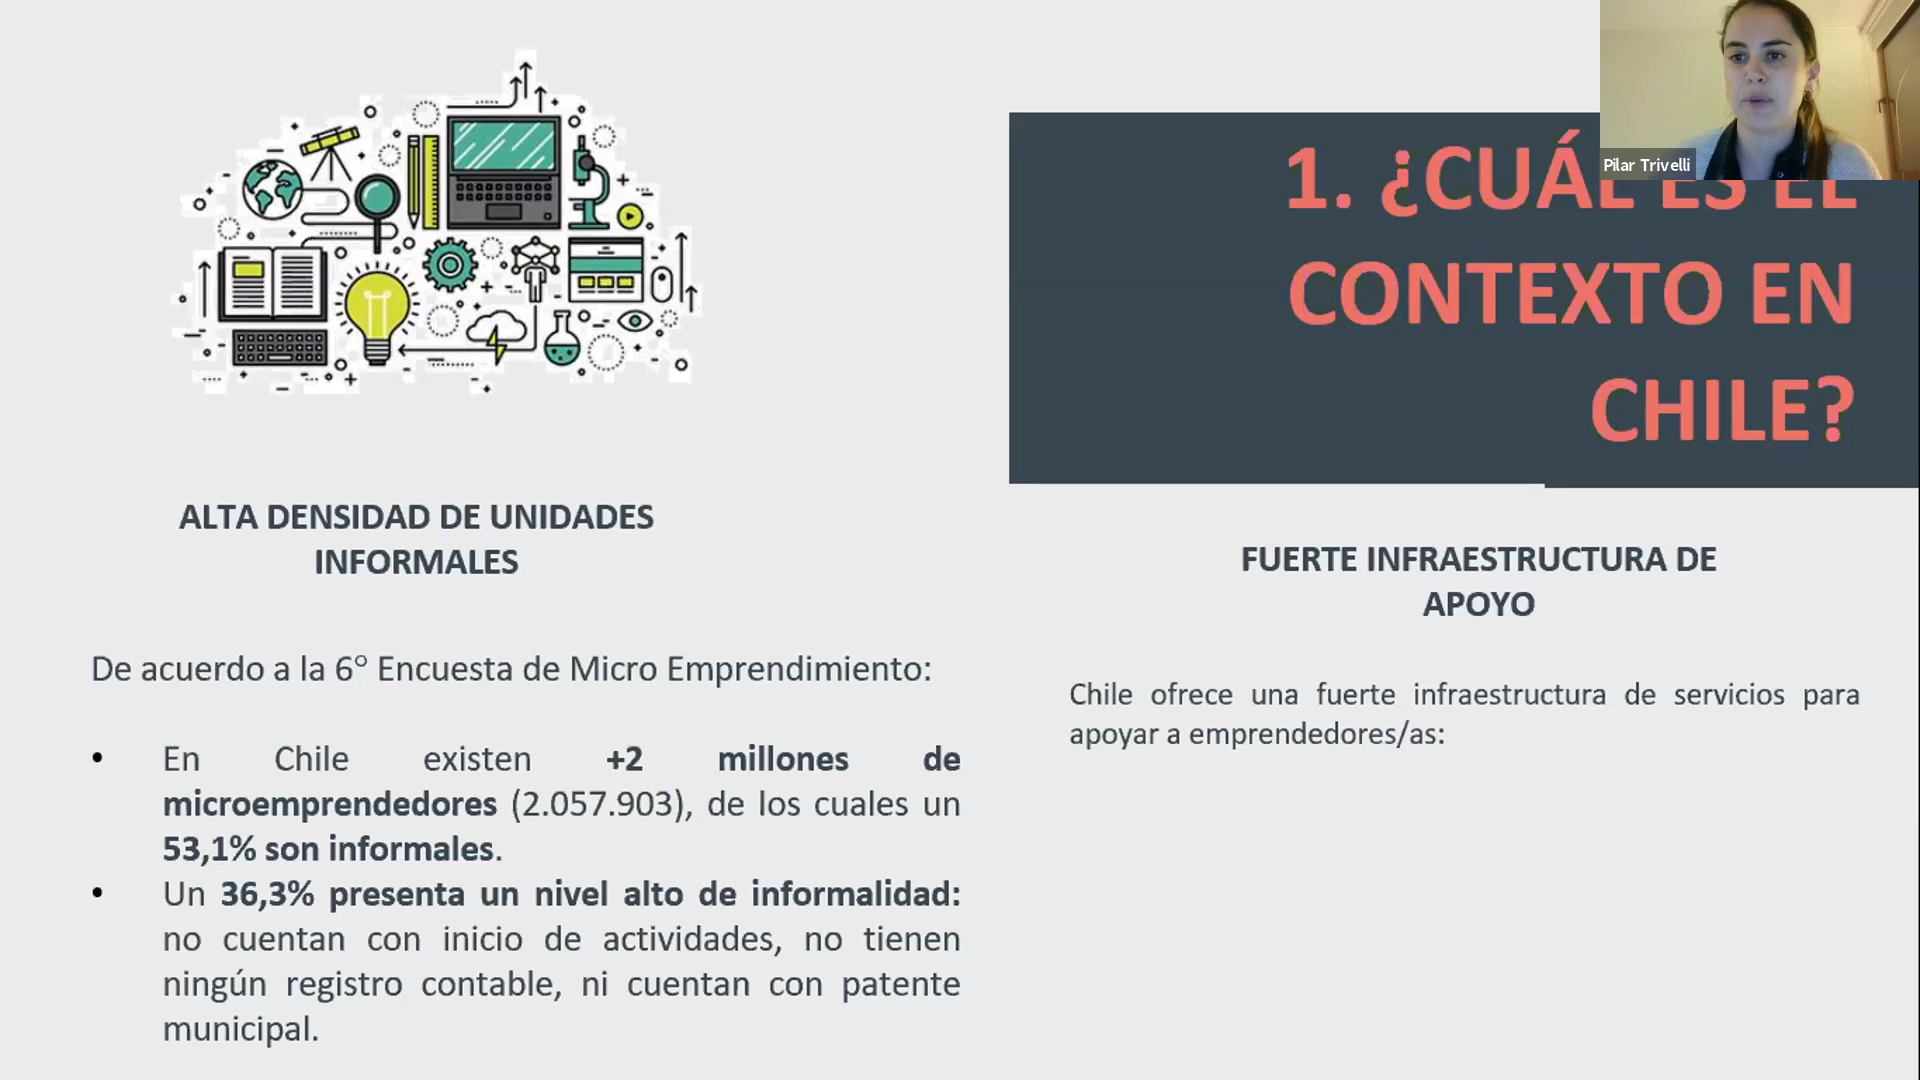 Pilar Trivelli
1. ¿CUÁL ES EL
CONTEXTO EN
CHILE?
ALTA DENSIDAD DE UNIDADES
INFORMALES
De acuerdo a la 6° Encuesta de Micro Emprendimiento:
• En Chile existen +2 millones de
microemprendedores (2.057.903), de los cuales un
53,1% son informales.
• Un 36,3% presenta un nivel alto de informalidad:
no cuentan con inicio de actividades, no tienen
ningún registro contable, ni cuentan con patente
municipal.
FUERTE INFRAESTRUCTURA DE
APOYO
Chile ofrece una fuerte infraestructura de servicios para
apoyar a emprendedores/as: